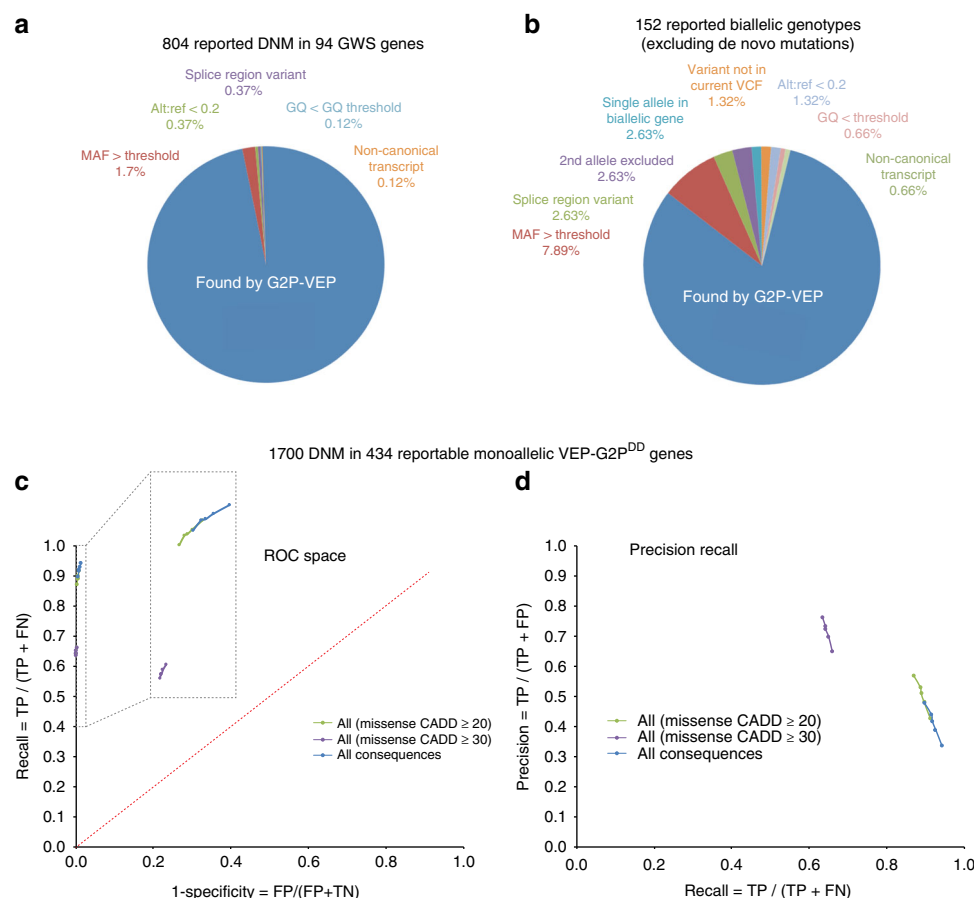 a
804 reported DNM in 94 GWS genes
Splice region variant
0.37%
Alt:ref < 0.2
0.37%
GQ < GQ threshold
0.12%
MAF > threshold
1.7%
Non-canonical
transcript
0.12%
Found by G2P-VEP
b
152 reported biallelic genotypes
(excluding de novo mutations)
Variant not in
current VCF
1.32%
Alt:ref < 0.2
1.32%
Single allele in
biallelic gene
2.63%
GQ < threshold
0.66%
2nd allele excluded
2.63%
Non-canonical
transcript
0.66%
Splice region variant
2.63%
MAF > threshold
7.89%
Found by G2P-VEP
1700 DNM in 434 reportable monoallelic VEP-G2P^DD genes
c
ROC space
Recall = TP / (TP + FN)
1.0
0.9
0.8
0.7
0.6
0.5
0.4
0.3
0.2
0.1
0.0
All (missense CADD ≥ 20)
All (missense CADD ≥ 30)
All consequences
0.0
0.2
0.4
0.6
0.8
1.0
1-specificity = FP/(FP+TN)
d
Precision recall
Precision = TP / (TP + FP)
1.0
0.9
0.8
0.7
0.6
0.5
0.4
0.3
0.2
0.1
0.0
All (missense CADD ≥ 20)
All (missense CADD ≥ 30)
All consequences
0.0
0.2
0.4
0.6
0.8
1.0
Recall = TP / (TP + FN)